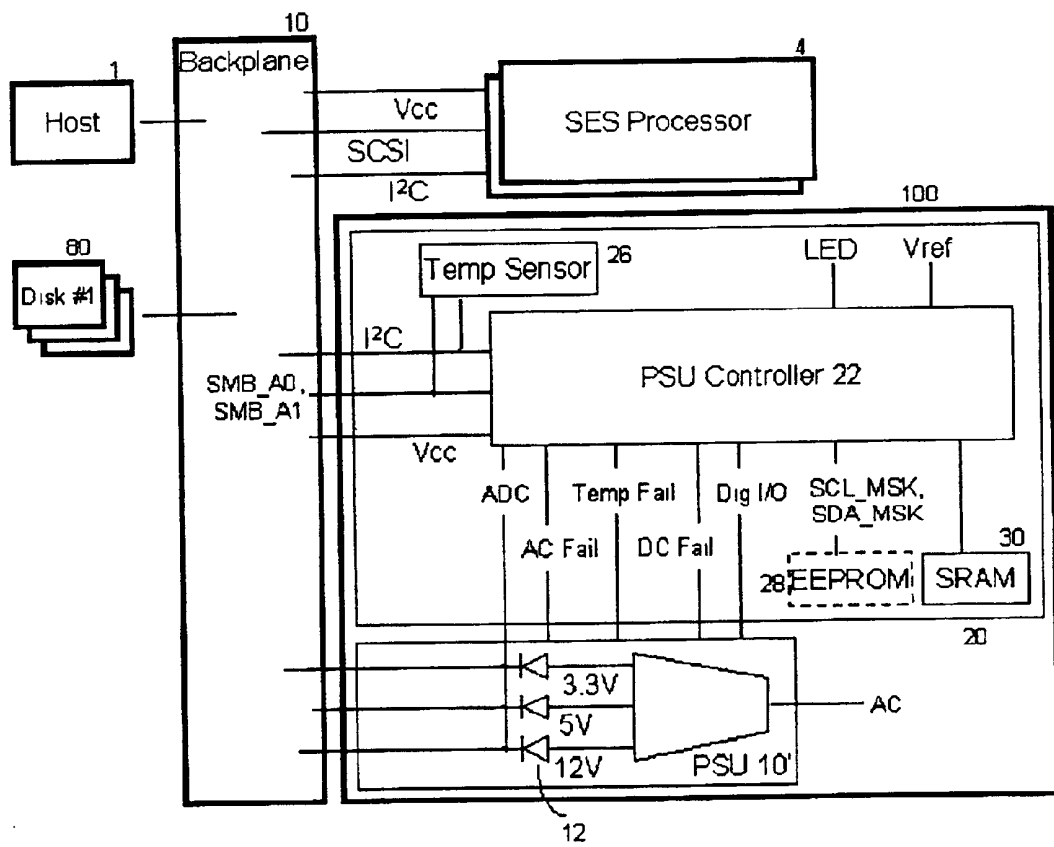 10
1
Backplane
4
Host
Vcc
SES Processor
SCSI
I²C
100
80
Disk #1
Temp Sensor
26
LED
Vref
I²C
PSU Controller 22
SMB_A0,
SMB_A1
Vcc
ADC
Temp Fail
Dig I/O
SCL_MSK,
SDA_MSK
AC Fail
DC Fail
30
28
EEPROM
SRAM
20
3.3V
AC
5V
12V
PSU 10'
12